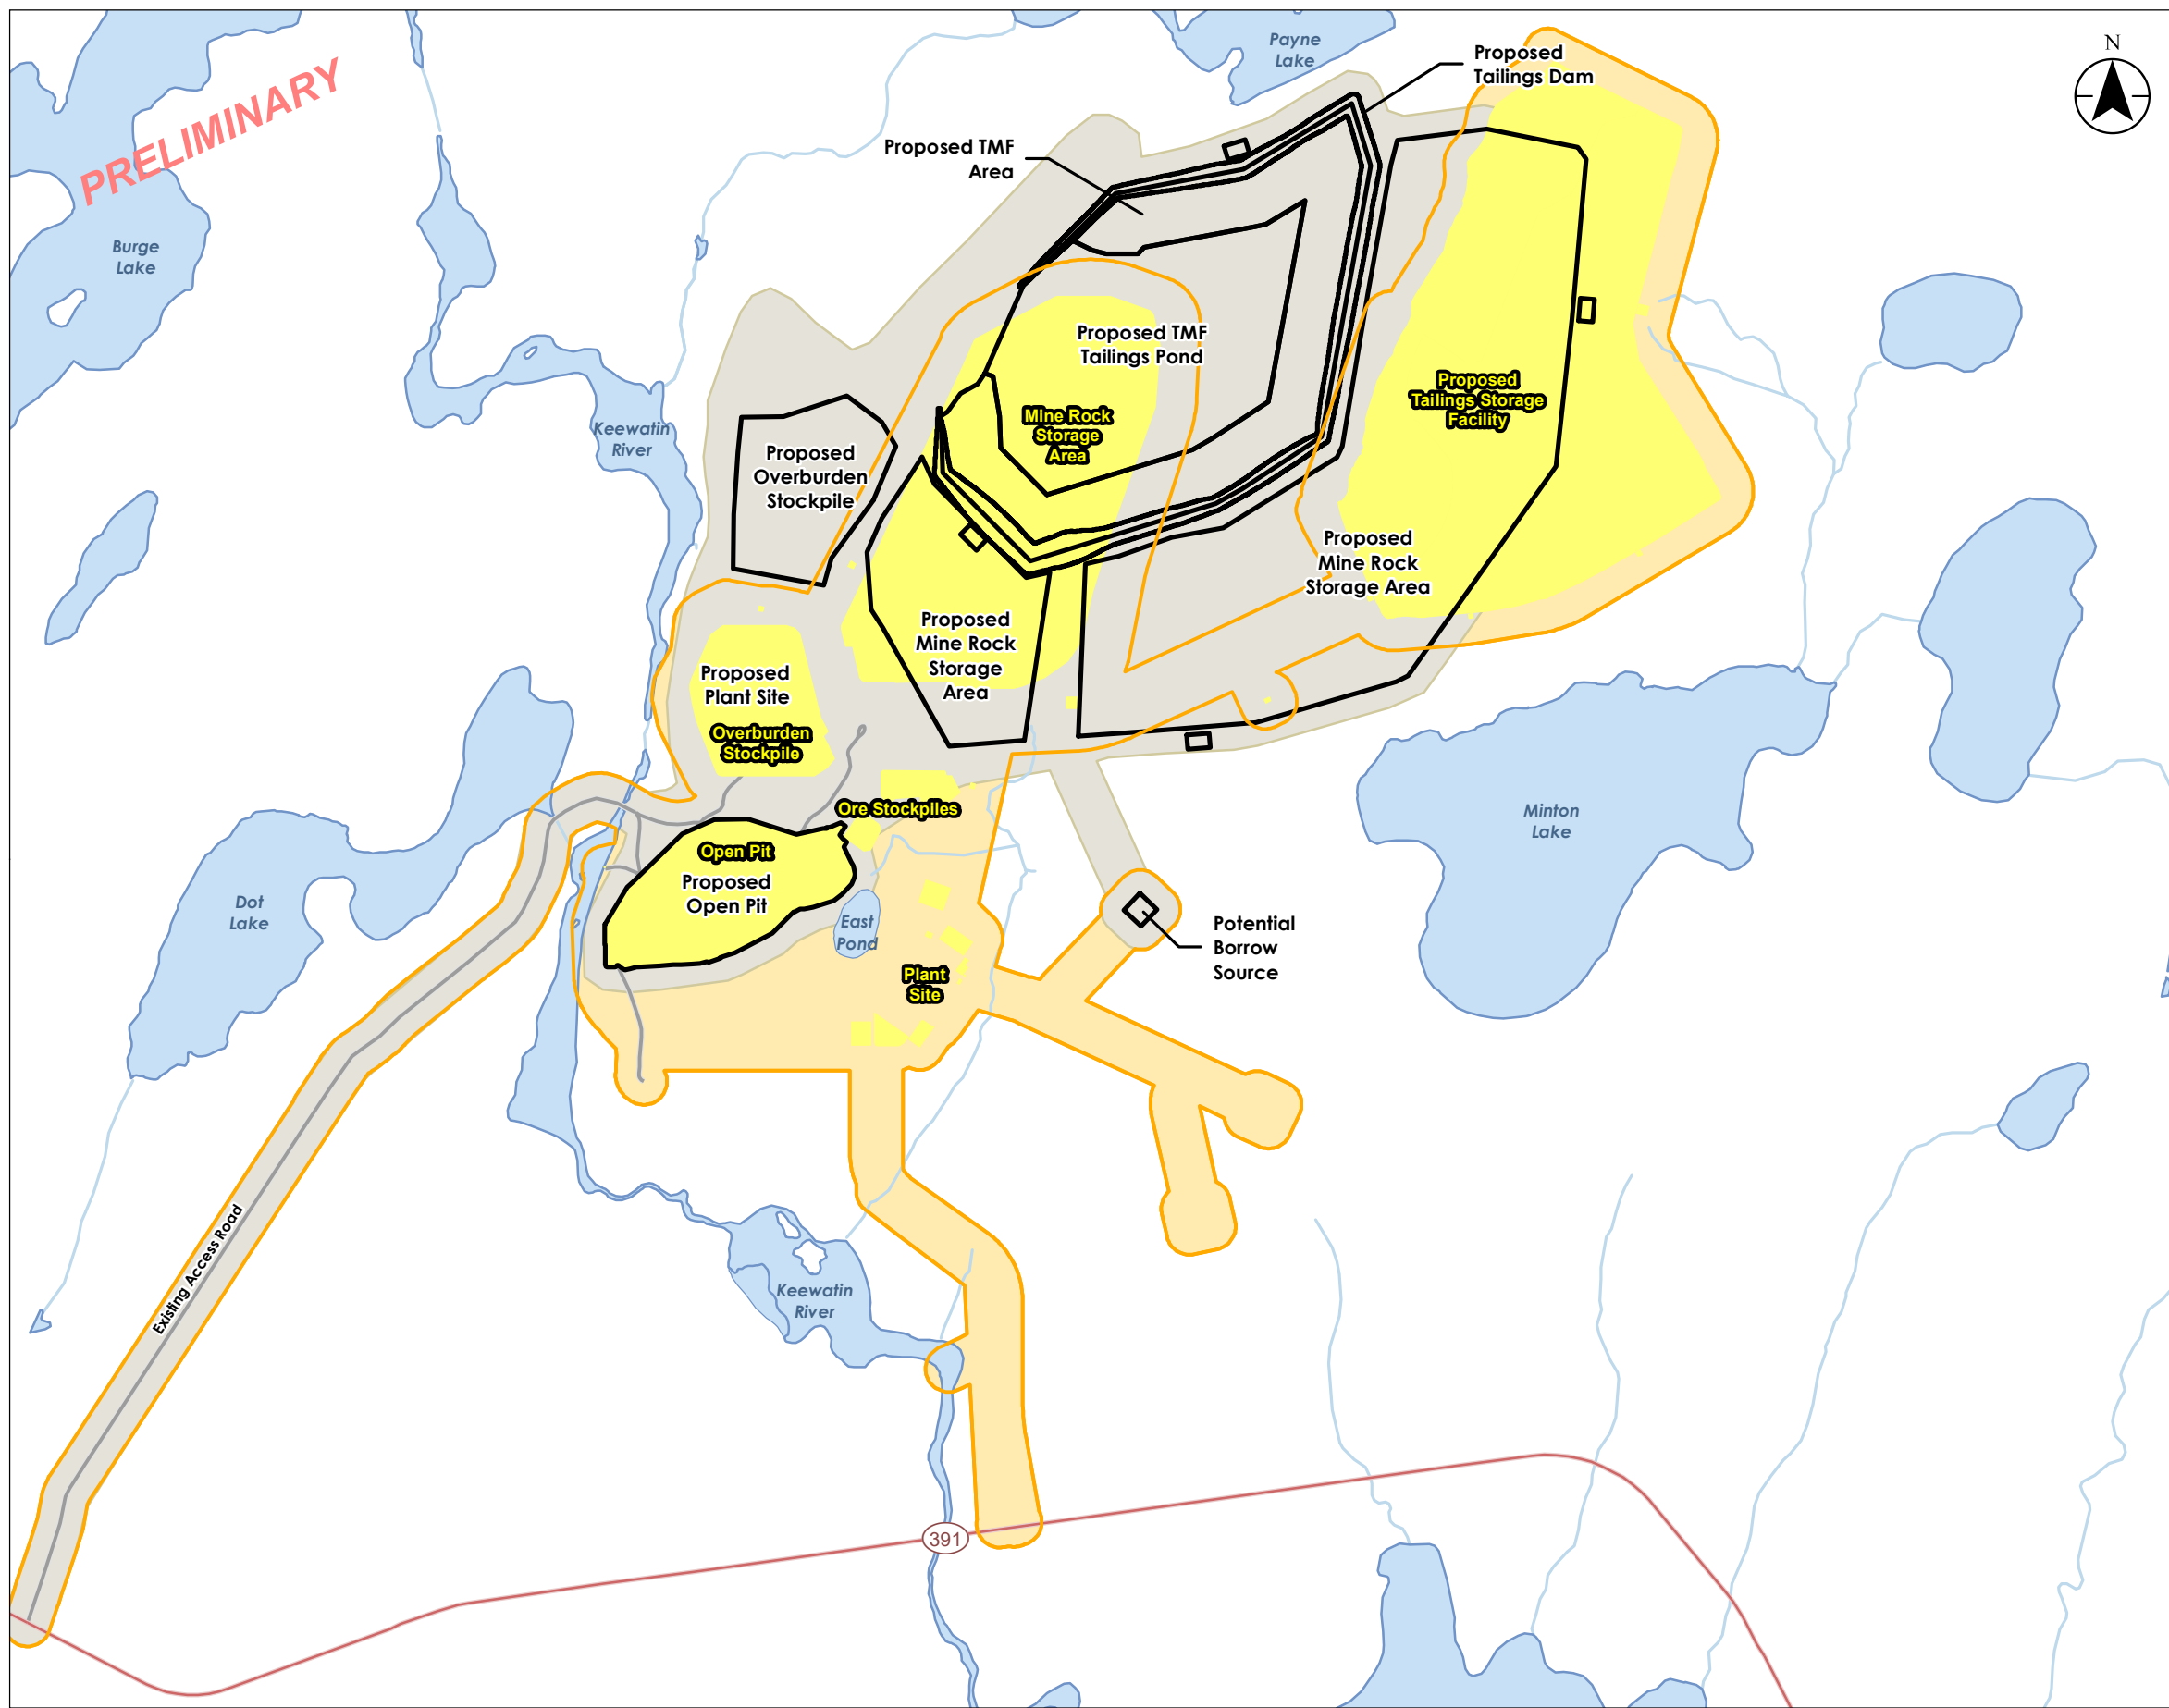 PRELIMINARY
N
Payne
Lake
Proposed
Tailings Dam
Proposed TMF
Area
Burge
Lake
Proposed TMF
Tailings Pond
Proposed
Tailings Storage
Facility
Mine Rock
Storage
Area
Keewatin
River
Proposed
Overburden
Stockpile
Proposed
Mine Rock
Storage Area
Proposed
Mine Rock
Storage
Area
Proposed
Plant Site
Overburden
Stockpile
Ore Stockpiles
Minton
Lake
Open Pit
Proposed
Open Pit
Dot
Lake
East
Pond
Potential
Borrow
Source
Plant
Site
Existing Access Road
Keewatin
River
391